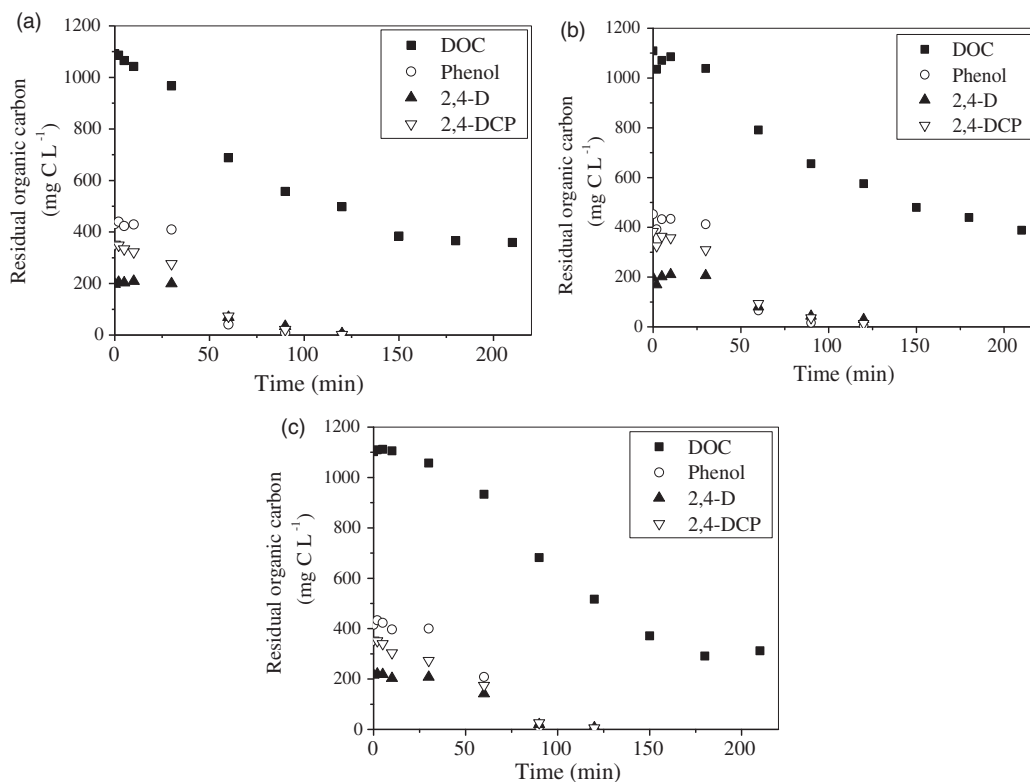 (a)
1200
1000
800
600
400
200
0
0
50
100
150
200
Residual organic carbon
(mg C L -1)
Time (min)
DOC
Phenol
2,4-D
2,4-DCP
(b)
1200
1000
800
600
400
200
0
0
50
100
150
200
Residual organic carbon
(mg C L -1)
Time (min)
DOC
Phenol
2,4-D
2,4-DCP
(c)
1200
1000
800
600
400
200
0
0
50
100
150
200
Residual organic carbon
(mg C L -1)
Time (min)
DOC
Phenol
2,4-D
2,4-DCP